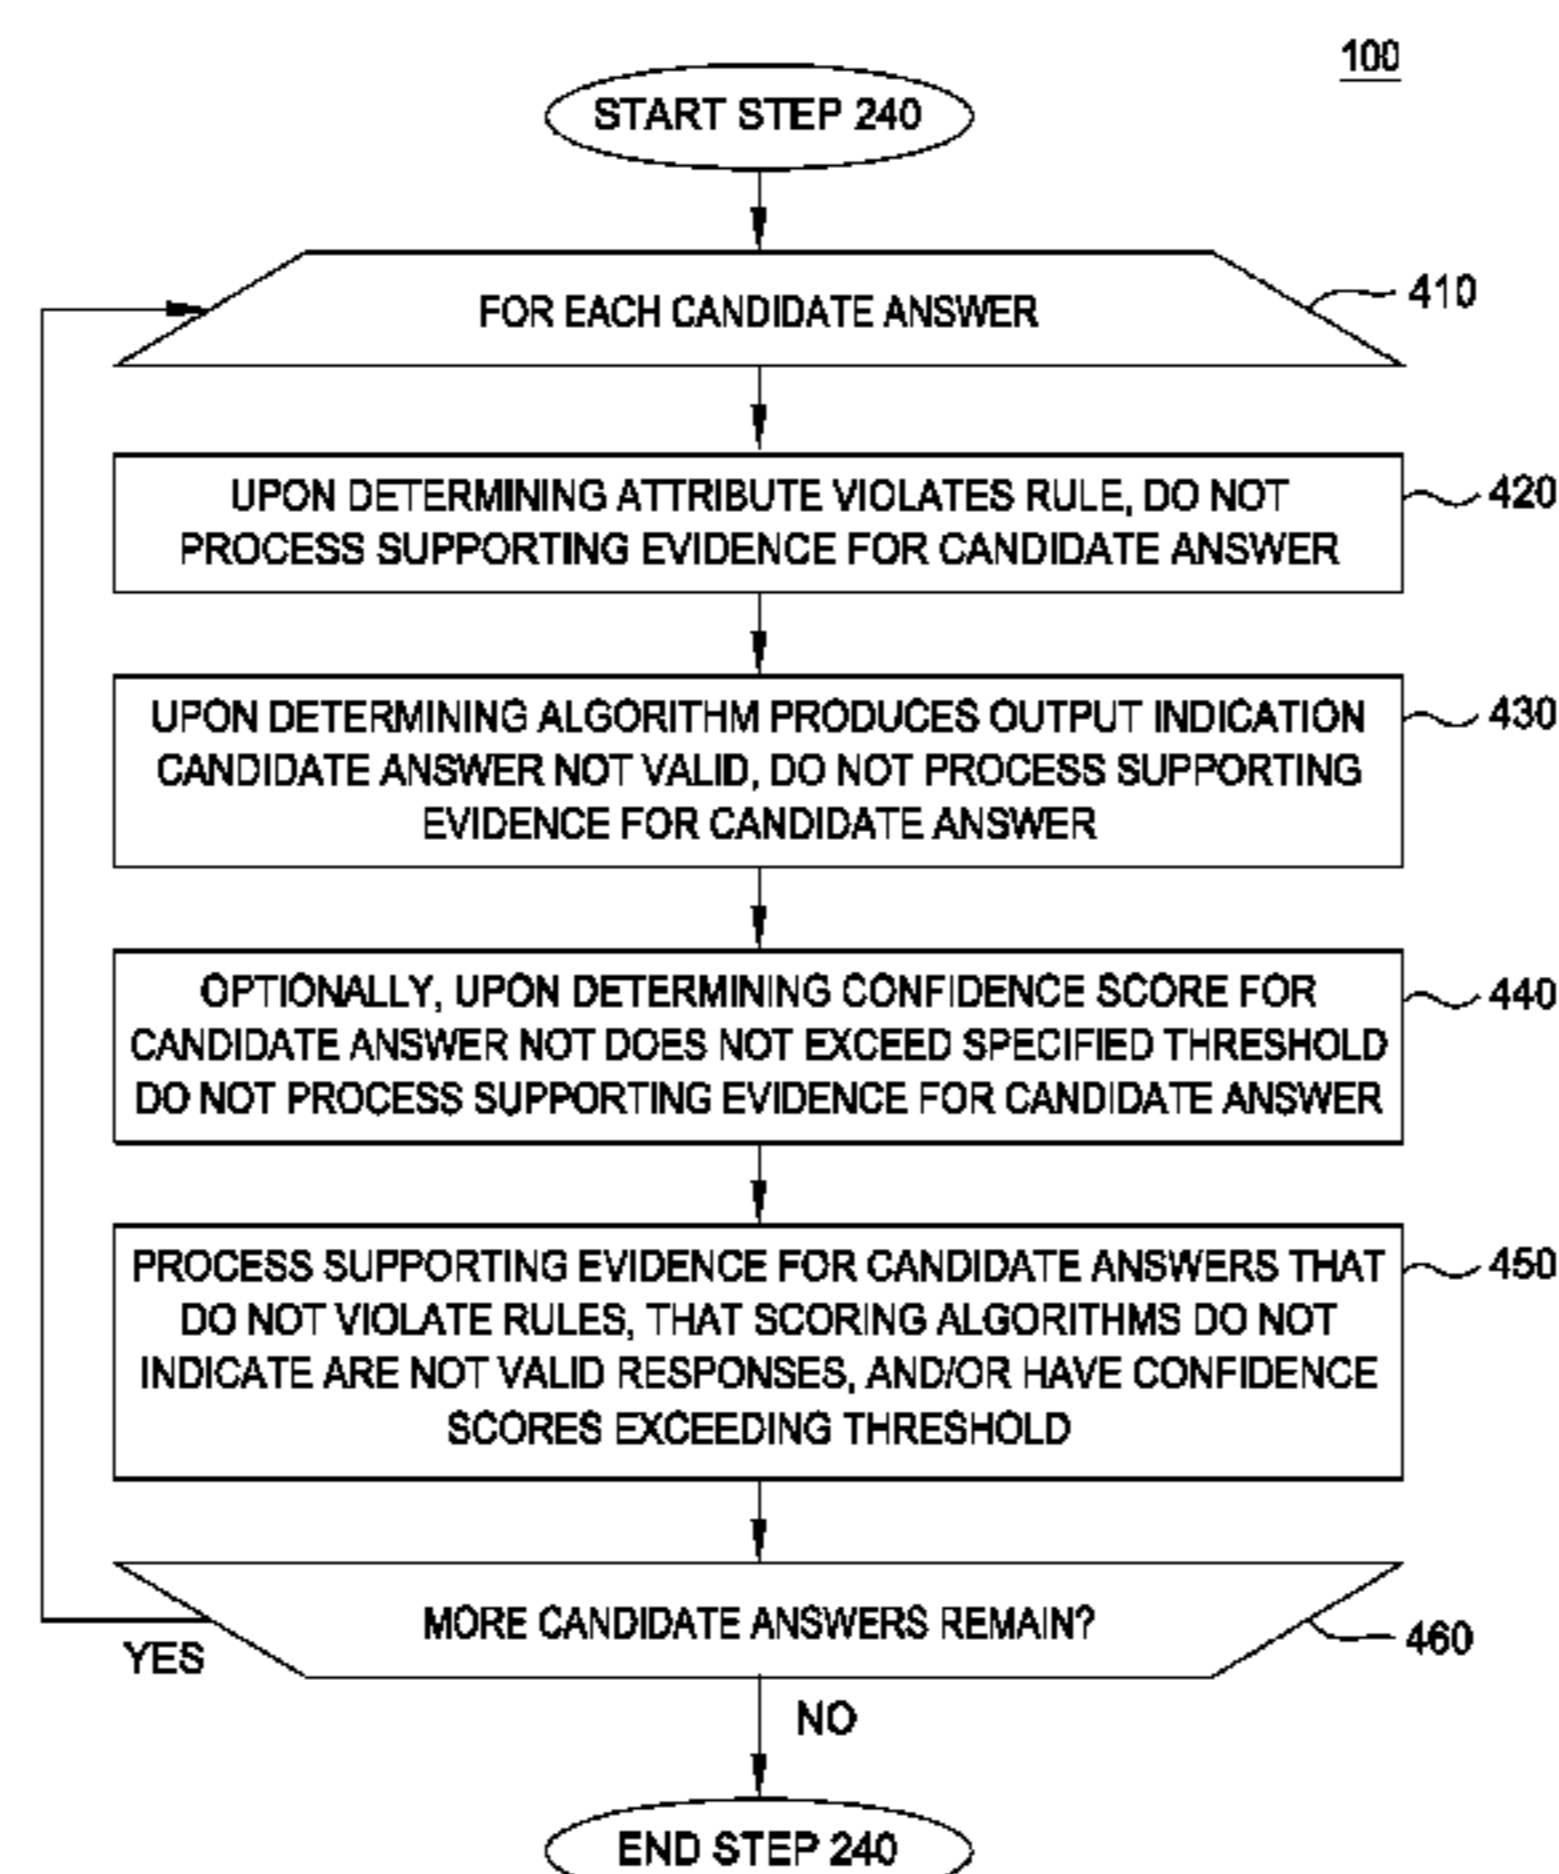 100
START STEP 240
FOR EACH CANDIDATE ANSWER
410
UPON DETERMINING ATTRIBUTE VIOLATES RULE, DO NOT
PROCESS SUPPORTING EVIDENCE FOR CANDIDATE ANSWER
420
UPON DETERMINING ALGORITHM PRODUCES OUTPUT INDICATION
CANDIDATE ANSWER NOT VALID, DO NOT PROCESS SUPPORTING
EVIDENCE FOR CANDIDATE ANSWER
430
OPTIONALLY, UPON DETERMINING CONFIDENCE SCORE FOR
CANDIDATE ANSWER NOT DOES NOT EXCEED SPECIFIED THRESHOLD
DO NOT PROCESS SUPPORTING EVIDENCE FOR CANDIDATE ANSWER
440
PROCESS SUPPORTING EVIDENCE FOR CANDIDATE ANSWERS THAT
DO NOT VIOLATE RULES, THAT SCORING ALGORITHMS DO NOT
INDICATE ARE NOT VALID RESPONSES, AND/OR HAVE CONFIDENCE
SCORES EXCEEDING THRESHOLD
450
MORE CANDIDATE ANSWERS REMAIN?
460
YES
NO
END STEP 240